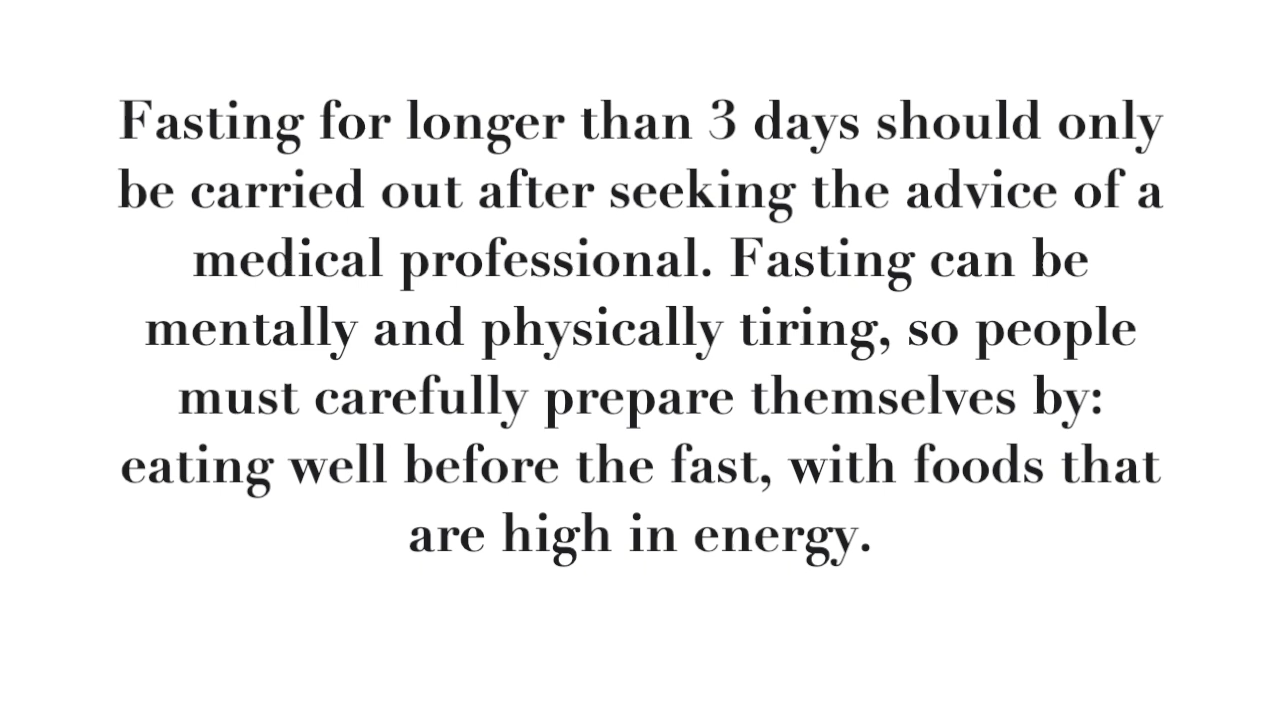 Fasting for longer than 3 days should only
be carried out after seeking the advice of a
medical professional. Fasting can be
mentally and physically tiring, so people
must carefully prepare themselves by:
eating well before the fast, with foods that
are high in energy.